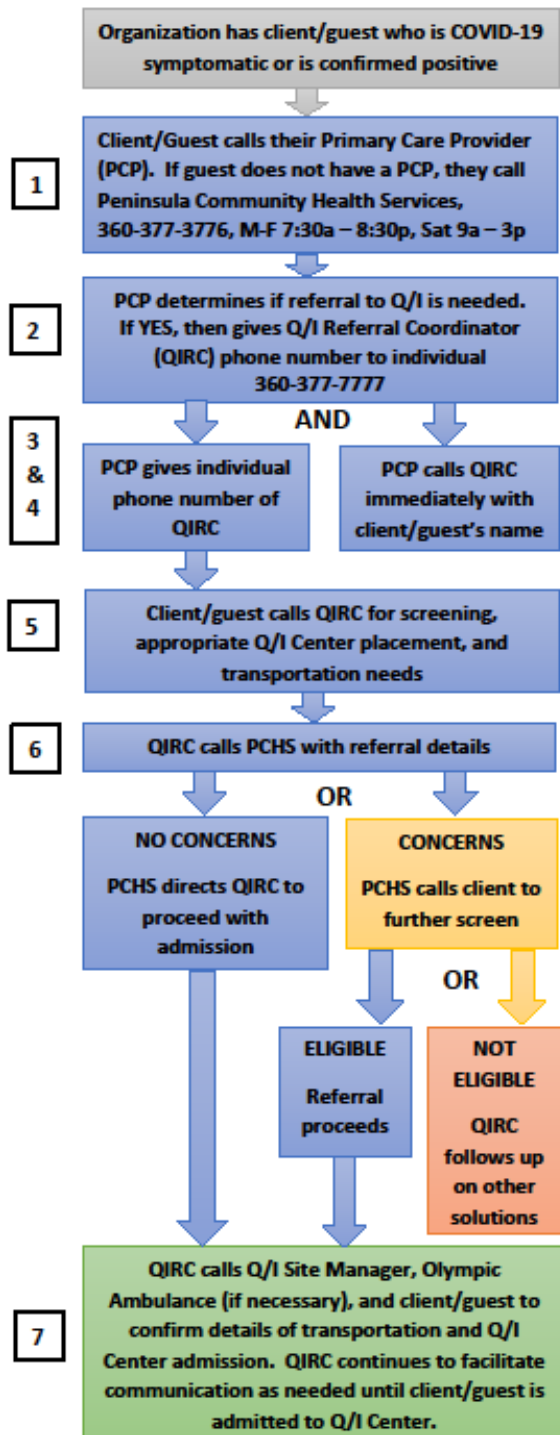 Organization has client/guest who is COVID-19
symptomatic or is confirmed positive
1
Client/Guest calls their Primary Care Provider
(PCP). If guest does not have a PCP, they call
Peninsula Community Health Services,
360-377-3776, M-F 7:30a – 8:30p, Sat 9a – 3p
2
PCP determines if referral to Q/I is needed.
If YES, then gives Q/I Referral Coordinator
(QIRC) phone number to individual
360-377-7777
AND
3
&
4
PCP gives individual
phone number of
QIRC
PCP calls QIRC
immediately with
client/guest's name
5
Client/guest calls QIRC for screening,
appropriate Q/I Center placement, and
transportation needs
6
QIRC calls PCHS with referral details
OR
NO CONCERNS
PCHS directs QIRC to
proceed with
admission
CONCERNS
PCHS calls client to
further screen
OR
ELIGIBLE
Referral
proceeds
NOT
ELIGIBLE
QIRC
follows up
on other
solutions
7
QIRC calls Q/I Site Manager, Olympic
Ambulance (if necessary), and client/guest to
confirm details of transportation and Q/I
Center admission. QIRC continues to facilitate
communication as needed until client/guest is
admitted to Q/I Center.